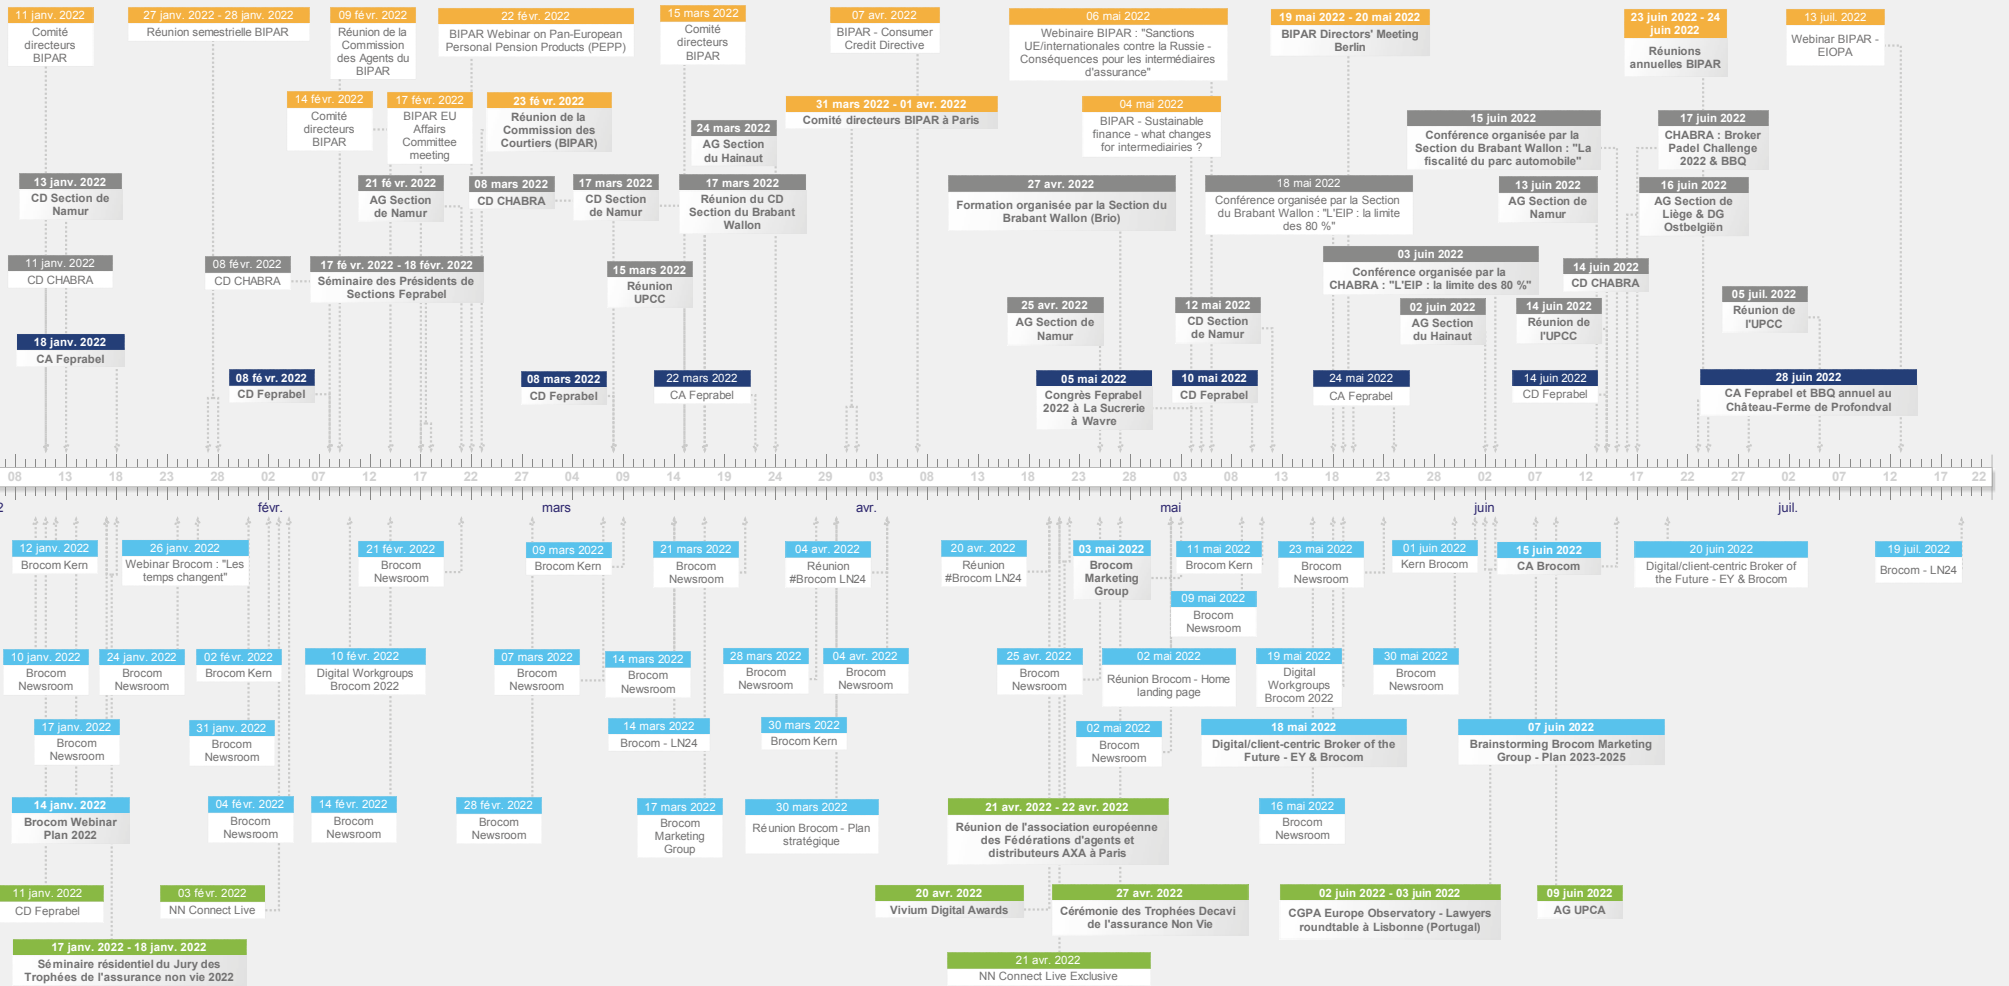 11 janv. 2022
Comité
directeurs
BIPAR
27 janv. 2022 - 28 janv. 2022
Réunion semestrielle BIPAR
09 févr. 2022
Réunion de la
Commission
des Agents du
BIPAR
22 févr. 2022
BIPAR Webinar on Pan-European
Personal Pension Products (PEPP)
15 mars 2022
Comité
directeurs
BIPAR
07 avr. 2022
BIPAR - Consumer
Credit Directive
06 mai 2022
Webinaire BIPAR : "Sanctions
UE/internationales contre la Russie -
Conséquences pour les intermédiaires
d'assurance"
19 mai 2022 - 20 mai 2022
BIPAR Directors' Meeting
Berlin
23 juin 2022 - 24
juin 2022
Réunions
annuelles BIPAR
13 juil. 2022
Webinar BIPAR -
EIOPA
14 févr. 2022
Comité
directeurs
BIPAR
17 févr. 2022
BIPAR EU
Affairs
Committee
meeting
23 févr. 2022
Réunion de la
Commission des
Courtiers (BIPAR)
31 mars 2022 - 01 avr. 2022
Comité directeurs BIPAR à Paris
04 mai 2022
BIPAR - Sustainable
finance - what changes
for intermediairies ?
24 mars 2022
AG Section
du Hainaut
15 juin 2022
Conférence organisée par la
Section du Brabant Wallon : "La
fiscalité du parc automobile"
17 juin 2022
CHABRA : Broker
Padel Challenge
2022 & BBQ
13 janv. 2022
CD Section de
Namur
21 févr. 2022
AG Section
de Namur
08 mars 2022
CD CHABRA
17 mars 2022
CD Section
de Namur
17 mars 2022
Réunion du CD
Section du Brabant
Wallon
27 avr. 2022
Formation organisée par la Section du
Brabant Wallon (Brio)
18 mai 2022
Conférence organisée par la Section
du Brabant Wallon : "L'EIP : la limite
des 80 %"
13 juin 2022
AG Section de
Namur
16 juin 2022
AG Section de
Liège & DG
Ostbelgiën
11 janv. 2022
CD CHABRA
08 févr. 2022
CD CHABRA
17 févr. 2022 - 18 févr. 2022
Séminaire des Présidents de
Sections Feprabel
15 mars 2022
Réunion
UPCC
03 juin 2022
Conférence organisée par la
CHABRA : "L'EIP : la limite des 80 %"
14 juin 2022
CD CHABRA
25 avr. 2022
AG Section de
Namur
12 mai 2022
CD Section
de Namur
02 juin 2022
AG Section
du Hainaut
14 juin 2022
Réunion de
l'UPCC
05 juil. 2022
Réunion de
l'UPCC
18 janv. 2022
CA Feprabel
08 févr. 2022
CD Feprabel
08 mars 2022
CD Feprabel
22 mars 2022
CA Feprabel
05 mai 2022
Congrès Feprabel
2022 à La Sucrerie
à Wavre
10 mai 2022
CD Feprabel
24 mai 2022
CA Feprabel
14 juin 2022
CD Feprabel
28 juin 2022
CA Feprabel et BBQ annuel au
Château-Ferme de Profondval
08 13 18 23 28 02 07 12 17 22 27 04 09 14 19 24 29 03 08 13 18 23 28 03 08 13 18 23 28 02 07 12 17 22 27 02 07 12 17 22
2 févr. mars avr. mai juin juil.
12 janv. 2022
Brocom Kern
26 janv. 2022
Webinar Brocom : "Les
temps changent"
21 févr. 2022
Brocom
Newsroom
09 mars 2022
Brocom Kern
21 mars 2022
Brocom
Newsroom
04 avr. 2022
Réunion
#Brocom LN24
20 avr. 2022
Réunion
#Brocom LN24
03 mai 2022
Brocom
Marketing
Group
11 mai 2022
Brocom Kern
23 mai 2022
Brocom
Newsroom
01 juin 2022
Kern Brocom
15 juin 2022
CA Brocom
20 juin 2022
Digital/client-centric Broker of
the Future - EY & Brocom
19 juil. 2022
Brocom - LN24
09 mai 2022
Brocom
Newsroom
10 janv. 2022
Brocom
Newsroom
24 janv. 2022
Brocom
Newsroom
02 févr. 2022
Brocom Kern
10 févr. 2022
Digital Workgroups
Brocom 2022
07 mars 2022
Brocom
Newsroom
14 mars 2022
Brocom
Newsroom
28 mars 2022
Brocom
Newsroom
04 avr. 2022
Brocom
Newsroom
25 avr. 2022
Brocom
Newsroom
02 mai 2022
Réunion Brocom - Home
landing page
19 mai 2022
Digital
Workgroups
Brocom 2022
30 mai 2022
Brocom
Newsroom
17 janv. 2022
Brocom
Newsroom
31 janv. 2022
Brocom
Newsroom
14 mars 2022
Brocom - LN24
30 mars 2022
Brocom Kern
02 mai 2022
Brocom
Newsroom
18 mai 2022
Digital/client-centric Broker of the
Future - EY & Brocom
07 juin 2022
Brainstorming Brocom Marketing
Group - Plan 2023-2025
14 janv. 2022
Brocom Webinar
Plan 2022
04 févr. 2022
Brocom
Newsroom
14 févr. 2022
Brocom
Newsroom
28 févr. 2022
Brocom
Newsroom
17 mars 2022
Brocom
Marketing
Group
30 mars 2022
Réunion Brocom - Plan
stratégique
21 avr. 2022 - 22 avr. 2022
Réunion de l'association européenne
des Fédérations d'agents et
distributeurs AXA à Paris
16 mai 2022
Brocom
Newsroom
11 janv. 2022
CD Feprabel
03 févr. 2022
NN Connect Live
20 avr. 2022
Vivium Digital Awards
27 avr. 2022
Cérémonie des Trophées Decavi
de l'assurance Non Vie
02 juin 2022 - 03 juin 2022
CGPA Europe Observatory - Lawyers
roundtable à Lisbonne (Portugal)
09 juin 2022
AG UPCA
17 janv. 2022 - 18 janv. 2022
Séminaire résidentiel du Jury des
Trophées de l'assurance non vie 2022
21 avr. 2022
NN Connect Live Exclusive